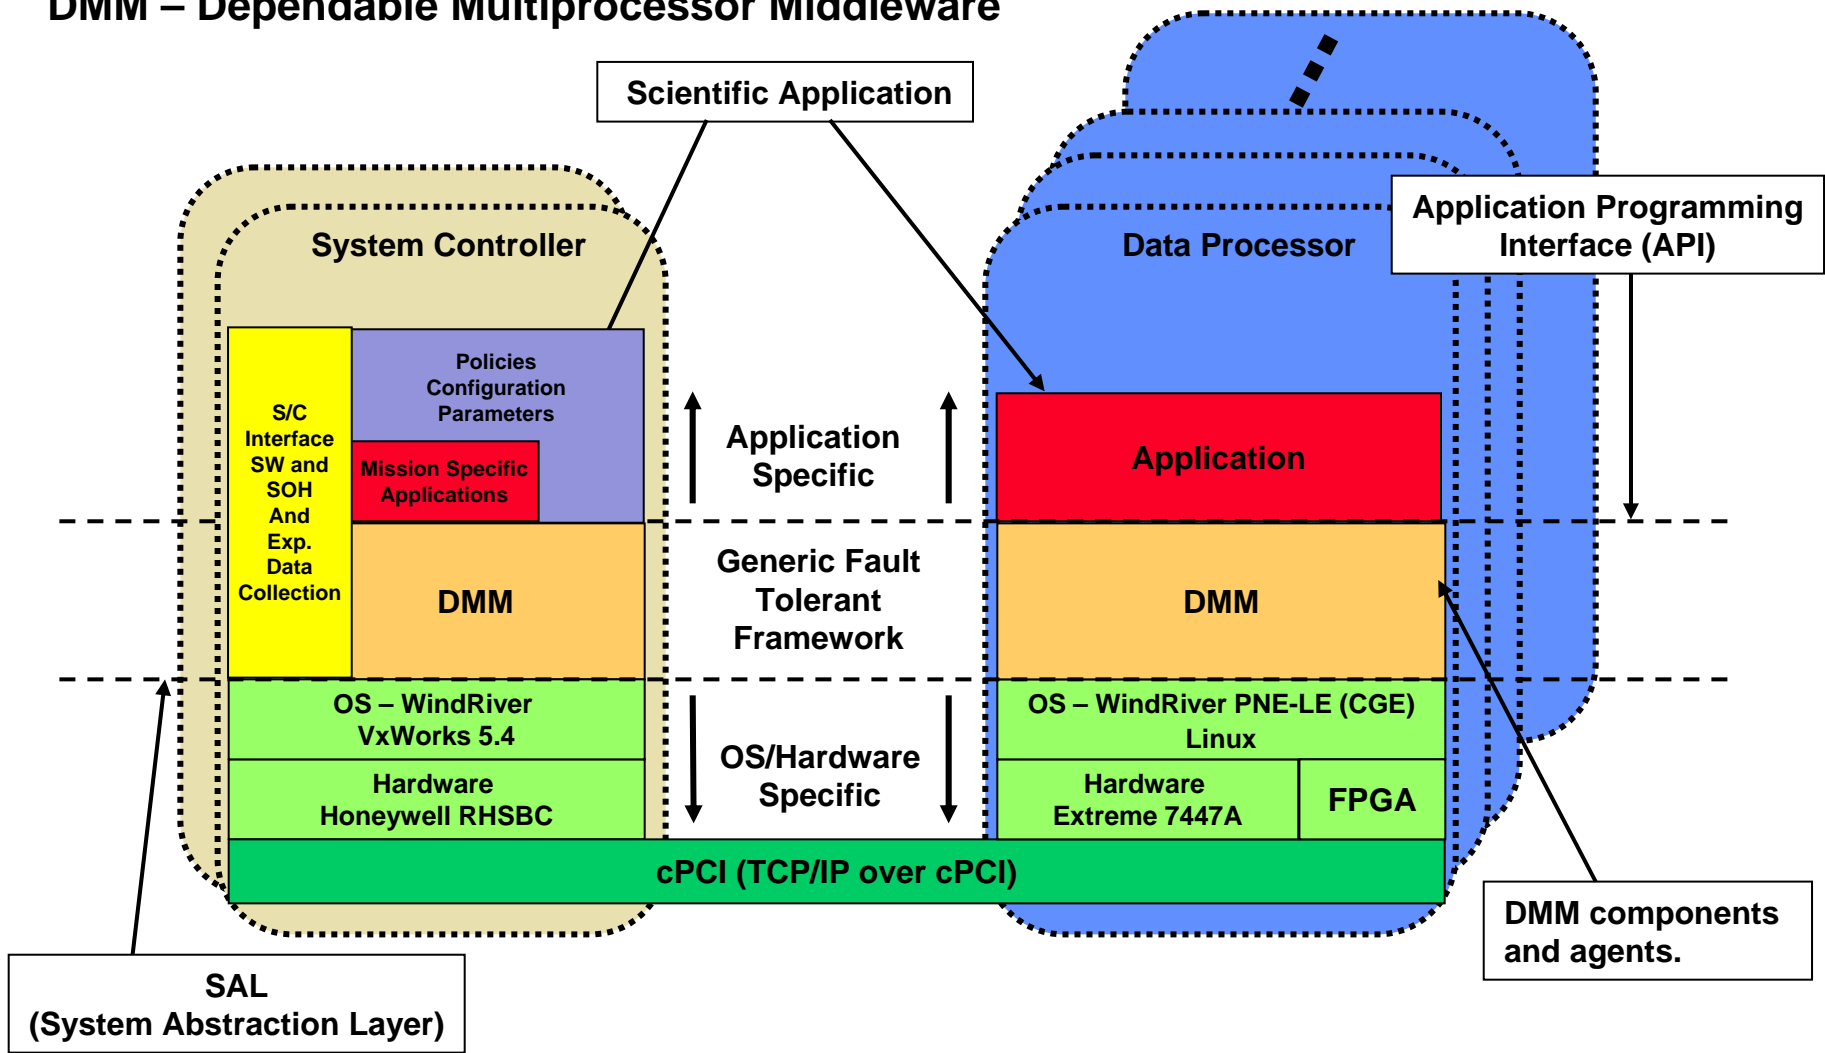 DMM – Dependable Multiprocessor Middleware
Scientific Application
Application Programming
Interface (API)
System Controller
Data Processor
Policies
Configuration
Parameters
S/C
Interface
SW and
SOH
And
Exp.
Data
Collection
Mission Specific
Applications
Application
Specific
Application
DMM
Generic Fault
Tolerant
Framework
DMM
OS – WindRiver
VxWorks 5.4
OS/Hardware
Specific
OS – WindRiver PNE-LE (CGE)
Linux
Hardware
Honeywell RHSBC
Hardware
Extreme 7447A
FPGA
cPCI (TCP/IP over cPCI)
DMM components
and agents.
SAL
(System Abstraction Layer)